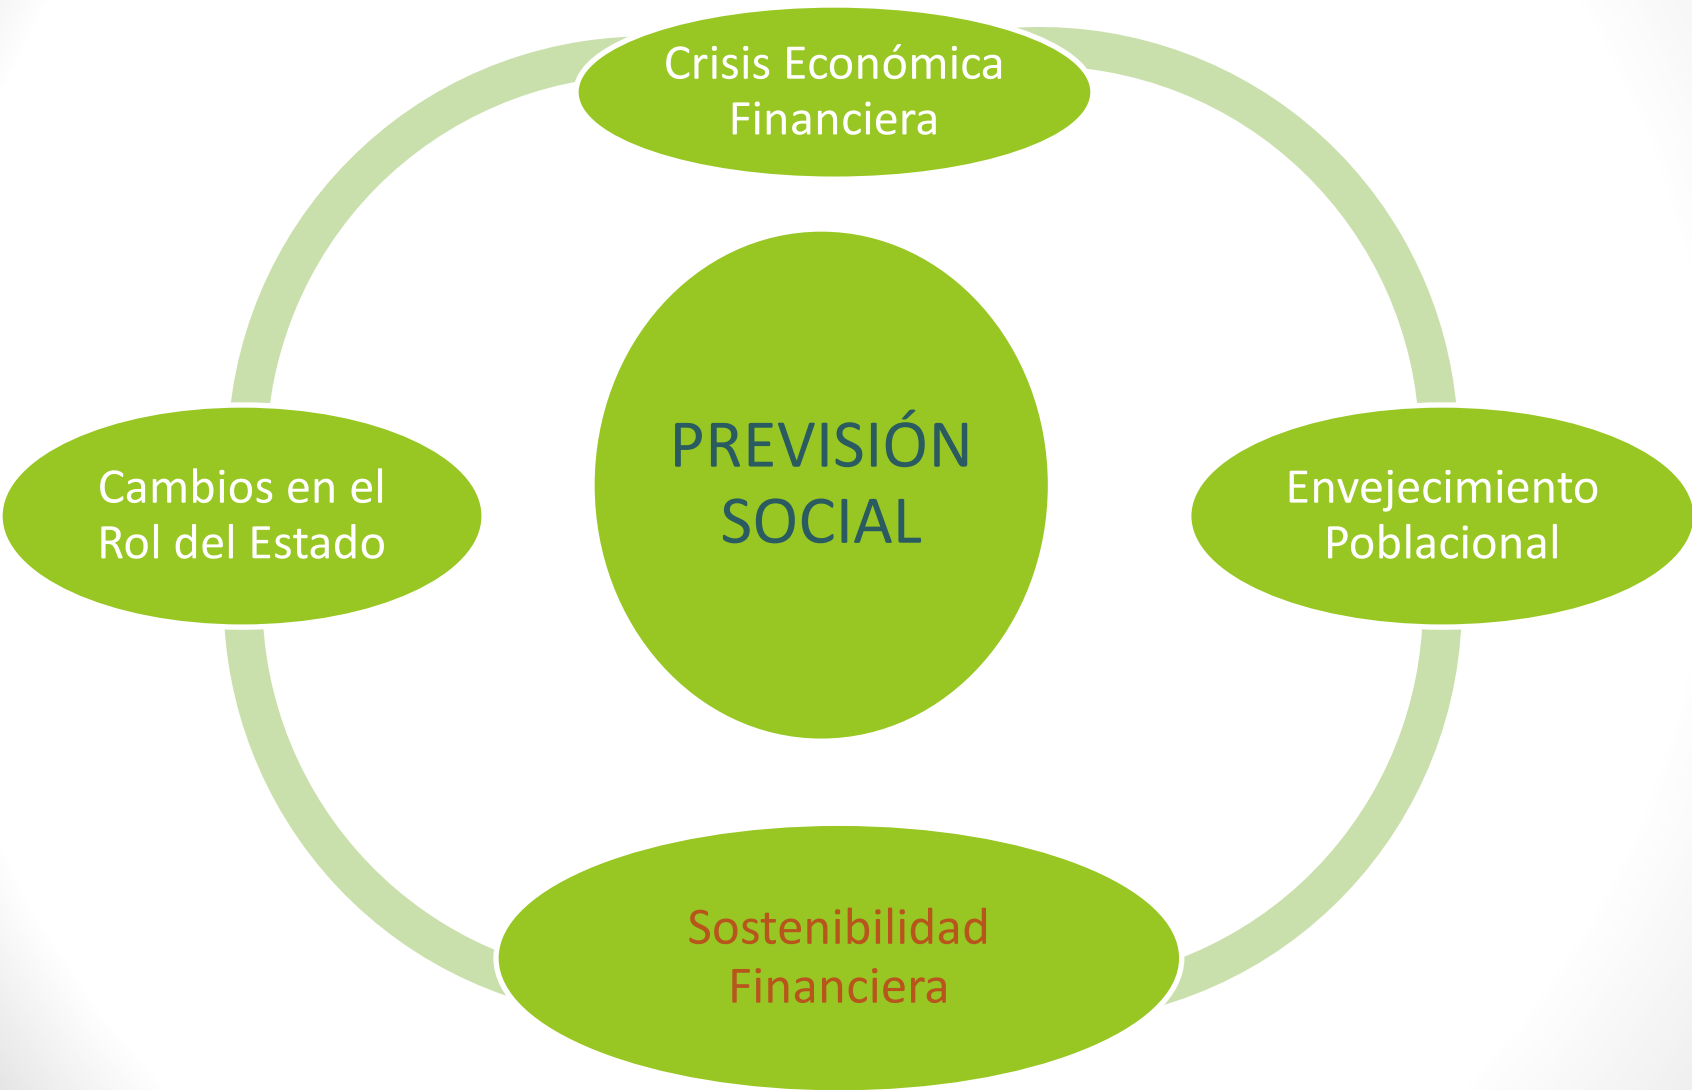 Crisis Económica
Financiera
PREVISIÓN
SOCIAL
Cambios en el
Rol del Estado
Envejecimiento
Poblacional
Sostenibilidad
Financiera